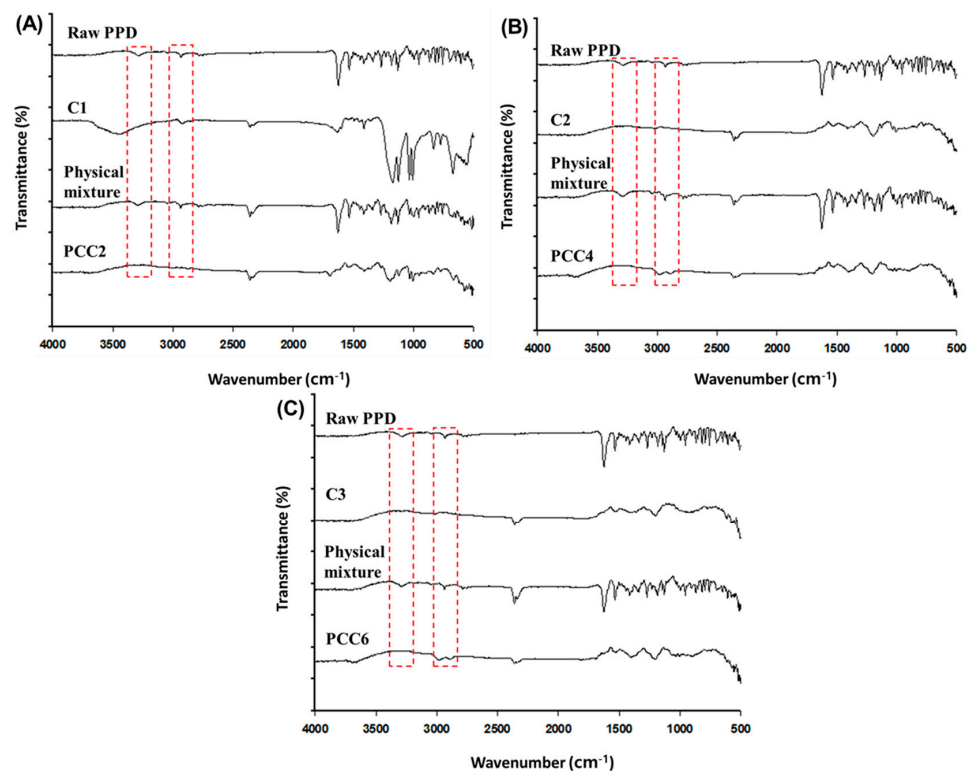 (A)
Raw PPD
C1
Physical
mixture
PCC2
Transmittance (%)
4000 3500 3000 2500 2000 1500 1000 500
Wavenumber (cm-1)
(B)
Raw PPD
C2
Physical
mixture
PCC4
Transmittance (%)
4000 3500 3000 2500 2000 1500 1000 500
Wavenumber (cm-1)
(C)
Raw PPD
C3
Physical
mixture
PCC6
Transmittance (%)
4000 3500 3000 2500 2000 1500 1000 500
Wavenumber (cm-1)